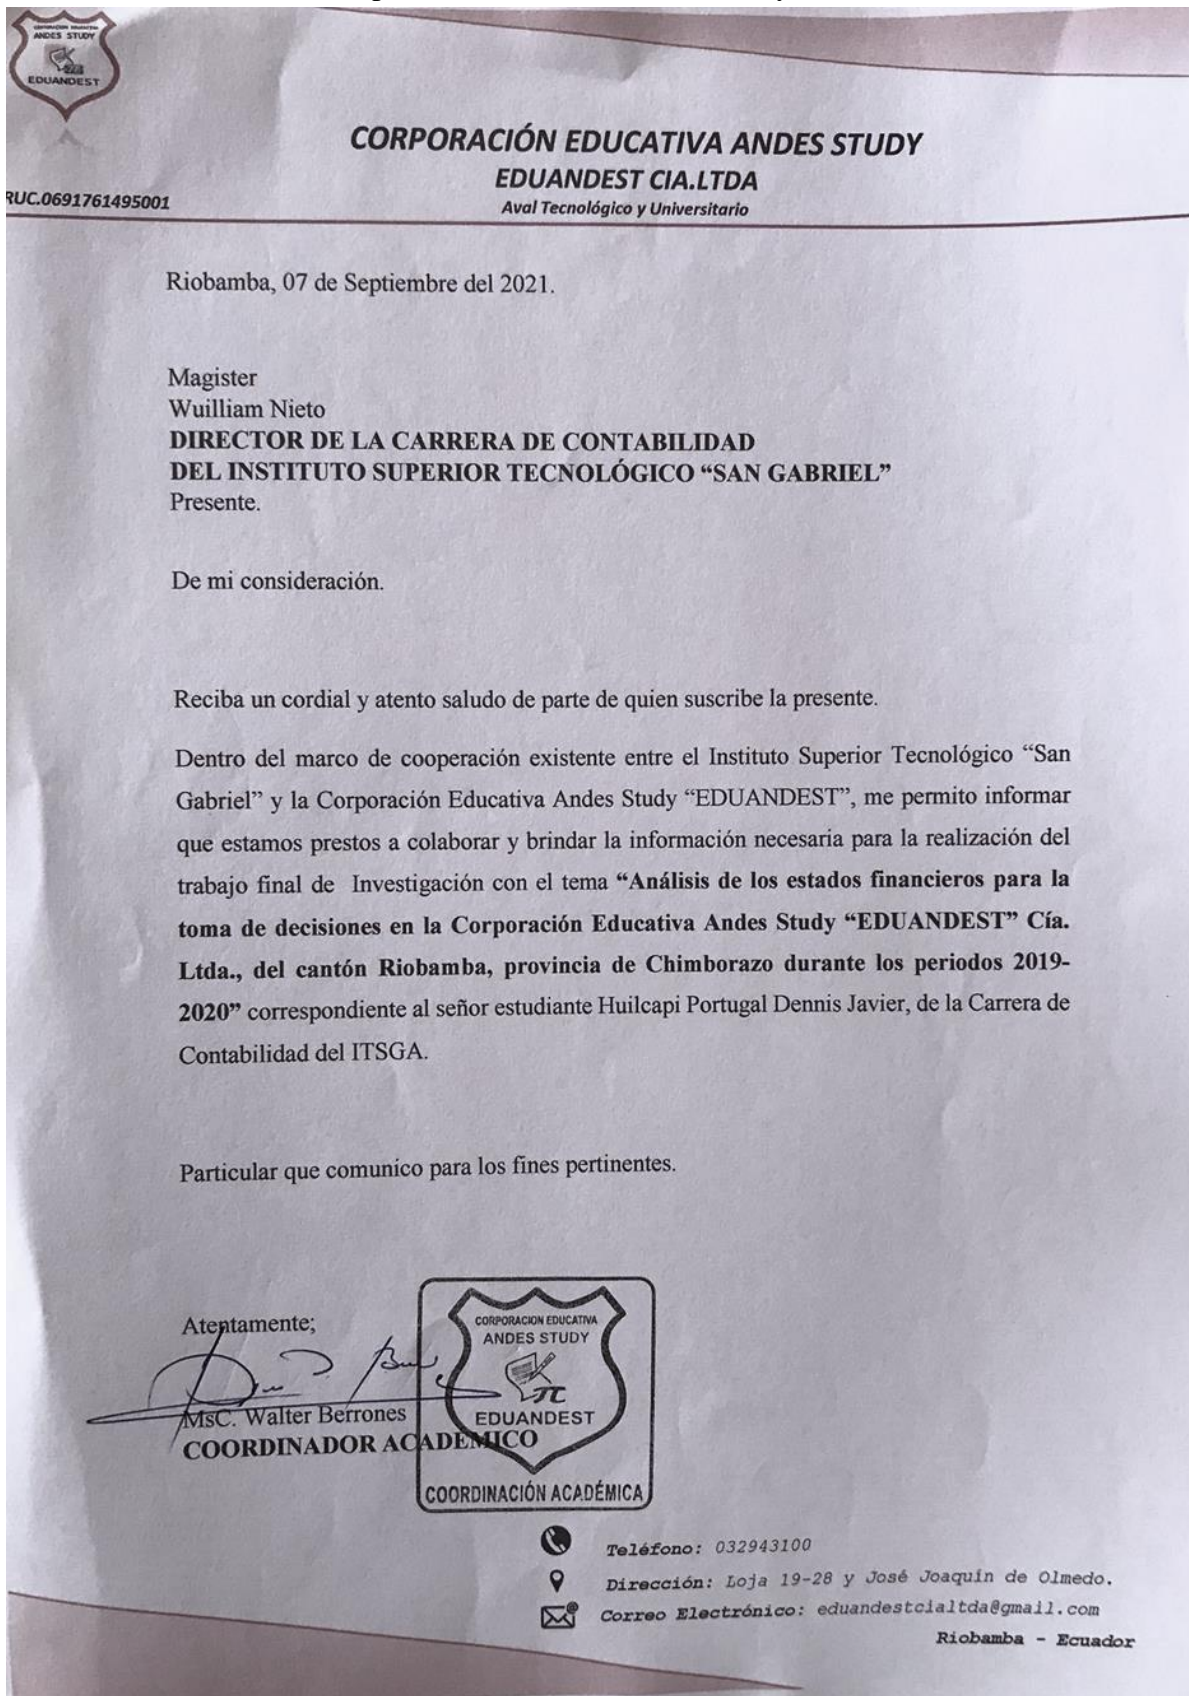 CORPORACION EDUCATIVA
ANDES STUDY
EDUANDEST
CORPORACIÓN EDUCATIVA ANDES STUDY
EDUANDEST CIA.LTDA
RUC.0691761495001
Aval Tecnológico y Universitario
Riobamba, 07 de Septiembre del 2021.
Magister
Wuilliam Nieto
DIRECTOR DE LA CARRERA DE CONTABILIDAD
DEL INSTITUTO SUPERIOR TECNOLÓGICO “SAN GABRIEL”
Presente.
De mi consideración.
Reciba un cordial y atento saludo de parte de quien suscribe la presente.
Dentro del marco de cooperación existente entre el Instituto Superior Tecnológico “San
Gabriel” y la Corporación Educativa Andes Study “EDUANDEST”, me permito informar
que estamos prestos a colaborar y brindar la información necesaria para la realización del
trabajo final de Investigación con el tema “Análisis de los estados financieros para la
toma de decisiones en la Corporación Educativa Andes Study “EDUANDEST” Cía.
Ltda., del cantón Riobamba, provincia de Chimborazo durante los periodos 2019-
2020” correspondiente al señor estudiante Huilcapi Portugal Dennis Javier, de la Carrera de
Contabilidad del ITSGA.
Particular que comunico para los fines pertinentes.
Atentamente;
MsC. Walter Berrones
COORDINADOR ACADÉMICO
CORPORACION EDUCATIVA
ANDES STUDY
EDUANDEST
COORDINACIÓN ACADÉMICA
Teléfono: 032943100
Dirección: Loja 19-28 y José Joaquín de Olmedo.
Correo Electrónico: eduandestcialtda@gmail.com
Riobamba - Ecuador